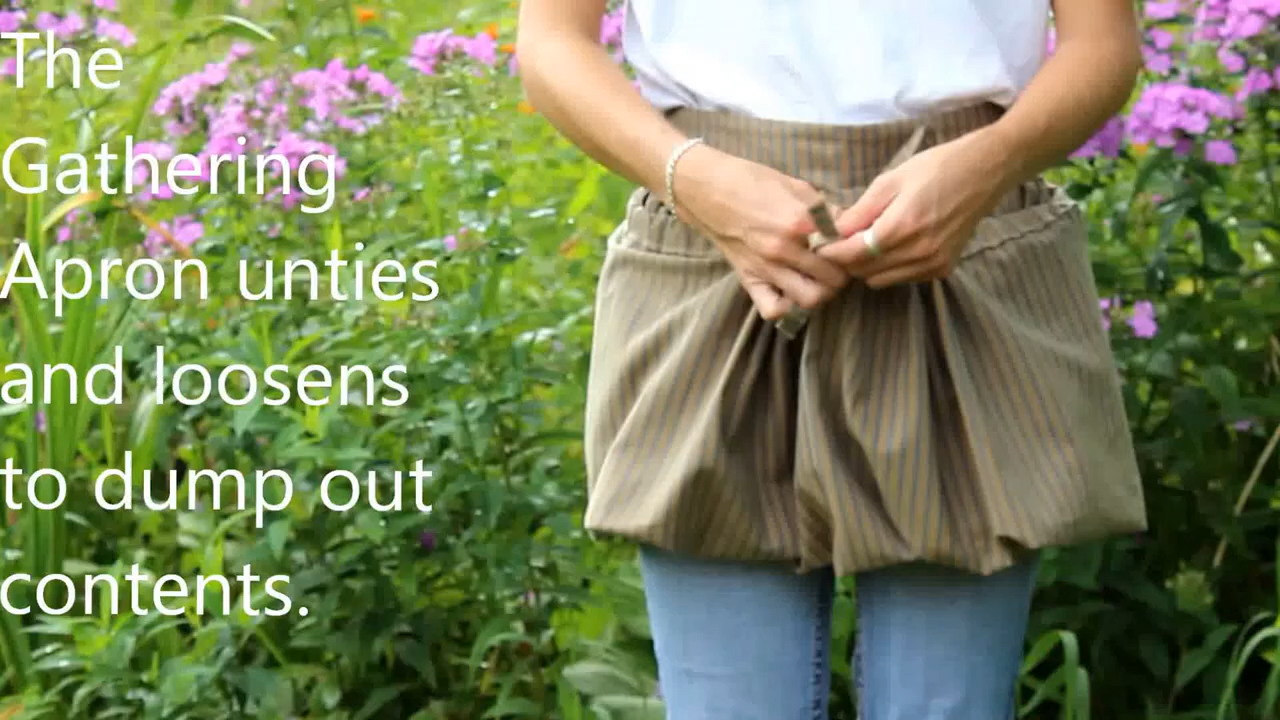 The
Gathering
Apron unties
and loosens
to dump out
contents.